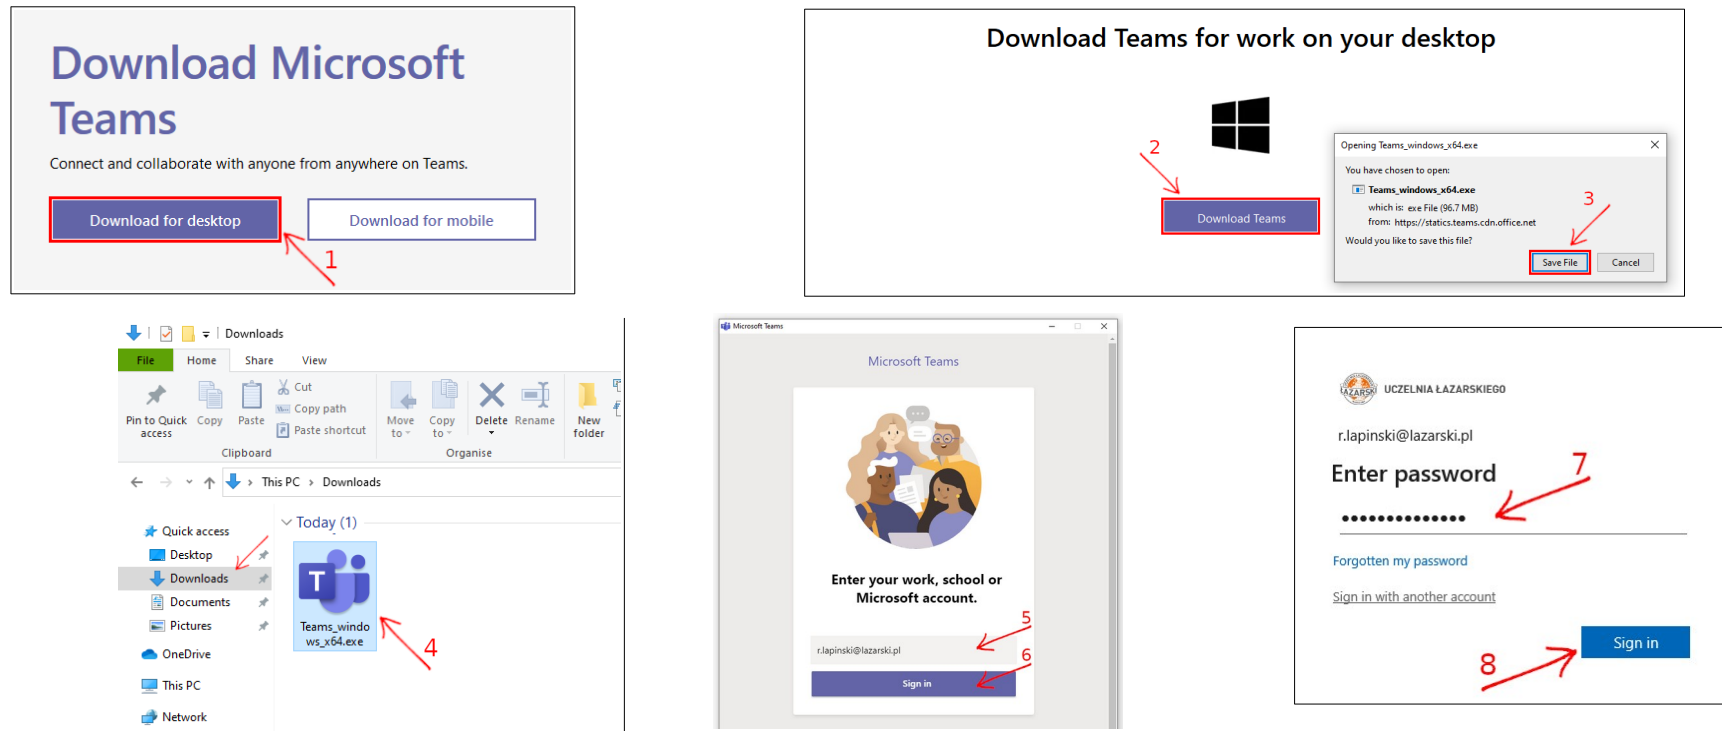 Download Microsoft
Teams
Connect and collaborate with anyone from anywhere on Teams.
Download for desktop
Download for mobile
1
Download Teams for work on your desktop
2
Download Teams
Opening Teams_windows_x64.exe
You have chosen to open:
Teams_windows_x64.exe
which is: exe File (96.7 MB)
from: https://statics.teams.cdn.office.net
Would you like to save this file?
3
Save File
Cancel
Downloads
File
Home
Share
View
Pin to Quick
access
Copy
Paste
Cut
Copy path
Paste shortcut
Clipboard
Move
to
Copy
to
Delete
Rename
Organise
New
folder
This PC > Downloads
Quick access
Desktop
Downloads
Documents
Pictures
OneDrive
This PC
Network
Today (1)
T
Teams_windo
ws_x64.exe
4
Microsoft Teams
Microsoft Teams
Enter your work, school or
Microsoft account.
5
r.lapinski@lazarski.pl
6
Sign in
ŁAZARSKI
UCZELNIA ŁAZARSKIEGO
r.lapinski@lazarski.pl
Enter password
7
Forgotten my password
Sign in with another account
8
Sign in